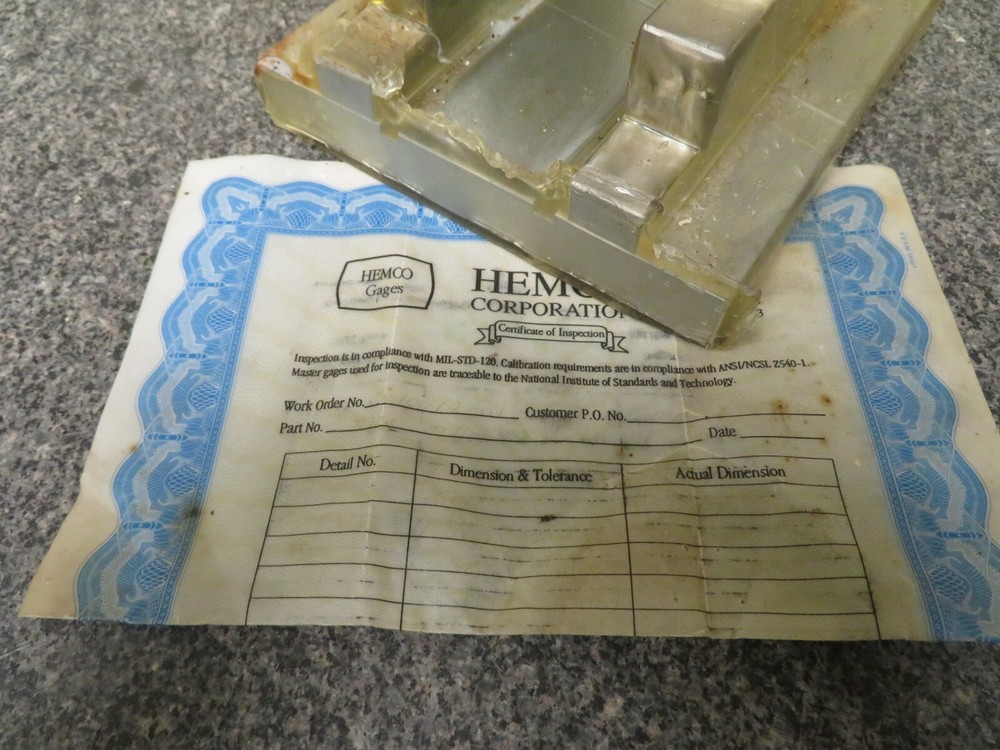 HEMCO
Gages
HEMC
CORPORATION
3
Certificate of Inspection
Inspection is in compliance with MIL-STD-120. Calibration requirements are in compliance with ANSI/NCSL Z540-1.
Master gages used for inspection are traceable to the National Institute of Standards and Technology.
Work Order No. Customer P.O. No.
Part No. Date
Detail No. Dimension & Tolerance Actual Dimension